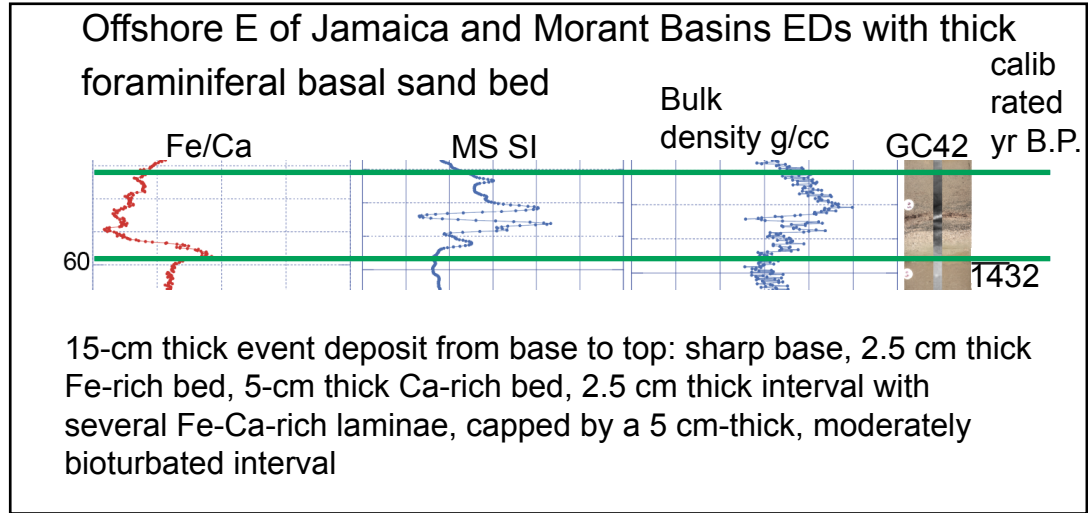 Offshore E of Jamaica and Morant Basins EDs with thick
foraminiferal basal sand bed
calib
rated
yr B.P.
Fe/Ca
MS SI
Bulk
density g/cc
GC42
e
60
e
1432
15-cm thick event deposit from base to top: sharp base, 2.5 cm thick
Fe-rich bed, 5-cm thick Ca-rich bed, 2.5 cm thick interval with
several Fe-Ca-rich laminae, capped by a 5 cm-thick, moderately
bioturbated interval